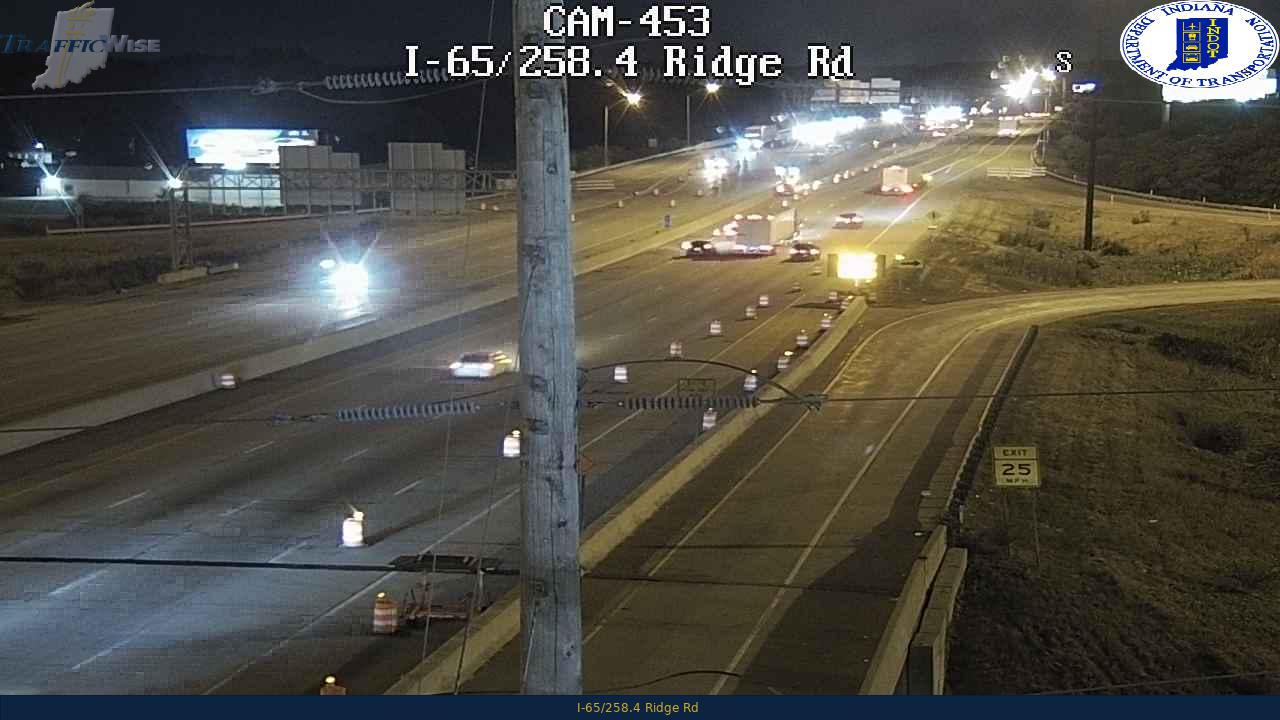 CAM-453
I-65/258.4 Ridge Rd
S
TRAFFICWISE
INDIANA
DEPARTMENT OF TRANSPORTATION
INDOT
EXIT
25
MPH
I-65/258.4 Ridge Rd